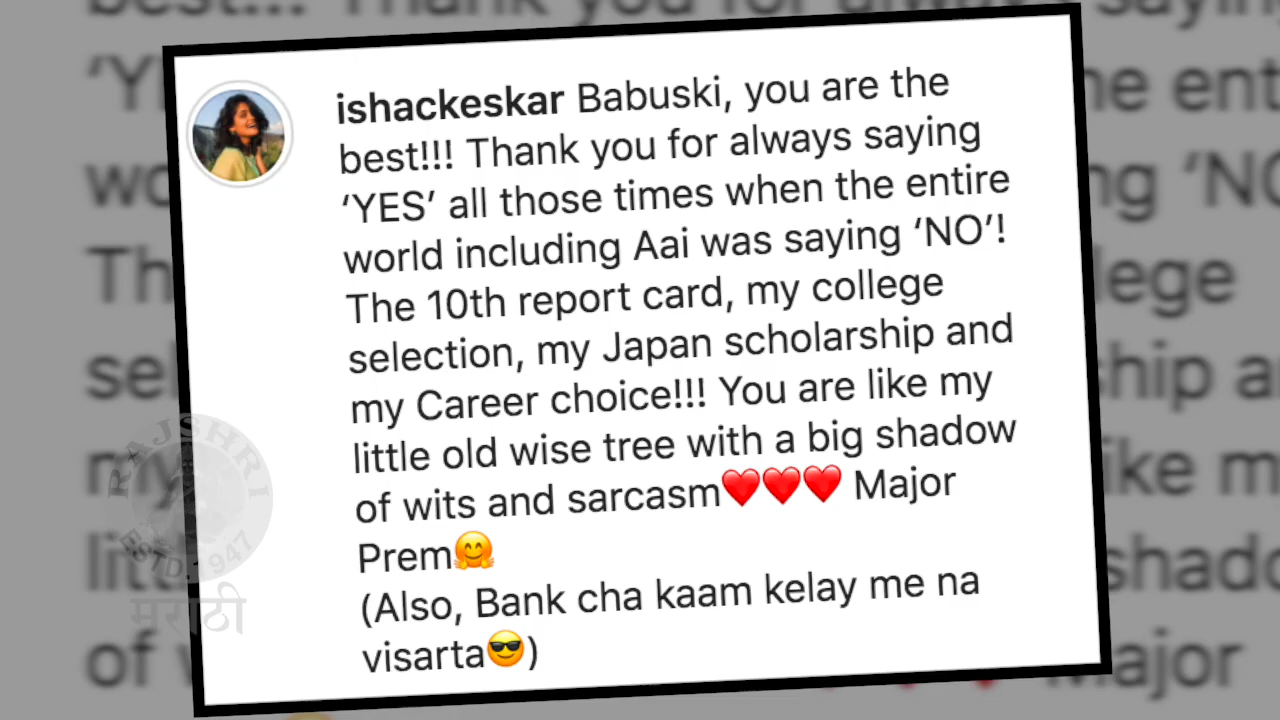 ishackeskar Babuski, you are the
best!!! Thank you for always saying
‘YES’ all those times when the entire
world including Aai was saying ‘NO’!
The 10th report card, my college
selection, my Japan scholarship and
my Career choice!!! You are like my
little old wise tree with a big shadow
of wits and sarcasm❤️❤️❤️ Major
Prem🤗
(Also, Bank cha kaam kelay me na
visarta😎)
RAJSHRI
ESTD. 1947
मराठी